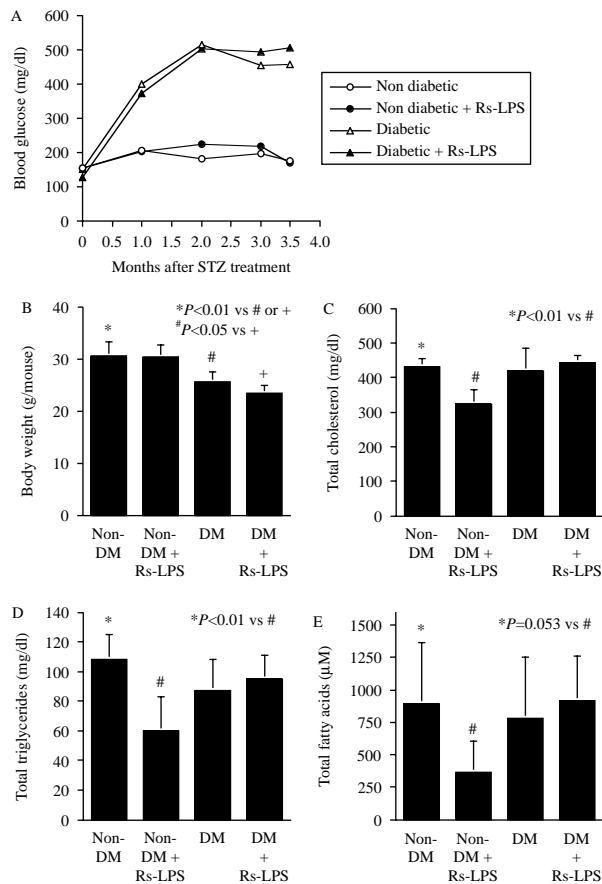 A
Blood glucose (mg/dl)
600
500
400
300
200
100
0
0
1.0
2.0
3.0
3.5
4.0
Months after STZ treatment
Non diabetic
Non diabetic + Rs-LPS
Diabetic
Diabetic + Rs-LPS
B
Body weight (g/mouse)
40
30
20
10
0
*P<0.01 vs # or +
#P<0.05 vs +
*
#
+
Non-
DM
Non-
DM +
Rs-LPS
DM
DM
+
Rs-LPS
C
Total cholesterol (mg/dl)
600
500
400
300
200
100
0
*P<0.01 vs #
*
#
Non-
DM
Non-
DM +
Rs-LPS
DM
DM
+
Rs-LPS
D
Total triglycerides (mg/dl)
140
120
100
80
60
40
20
0
*P<0.01 vs #
*
#
Non-
DM
Non-
DM +
Rs-LPS
DM
DM
+
Rs-LPS
E
Total fatty acids (µM)
1500
1250
1000
750
500
250
0
*P=0.053 vs #
*
#
Non-
DM
Non-
DM +
Rs-LPS
DM
DM
+
Rs-LPS